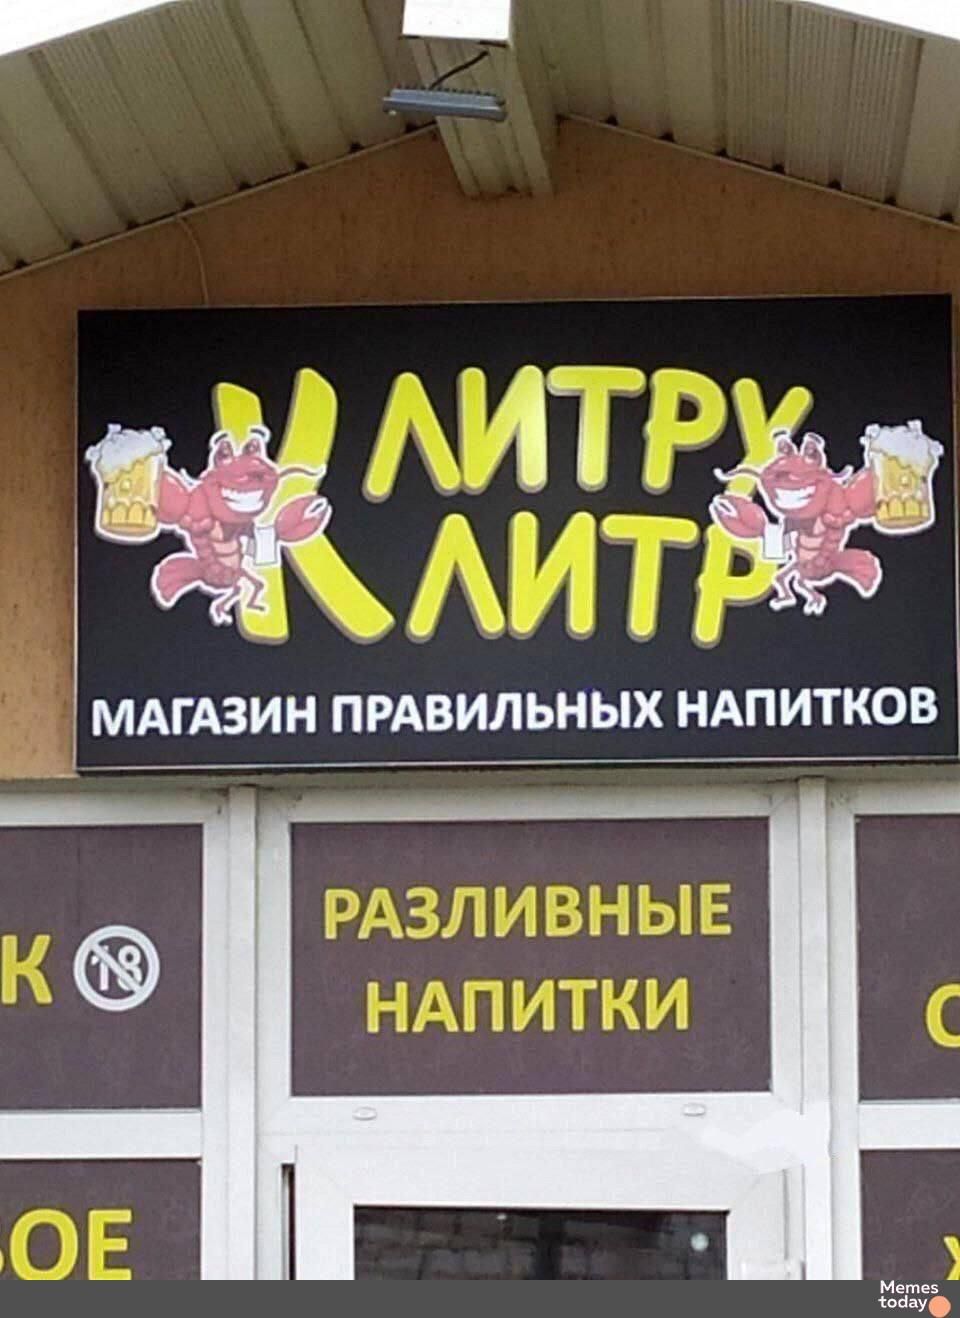 К ЛИТРУ
ЛИТР
МАГАЗИН ПРАВИЛЬНЫХ НАПИТКОВ
РАЗЛИВНЫЕ
НАПИТКИ
К 18
С
ОЕ
Memes
today